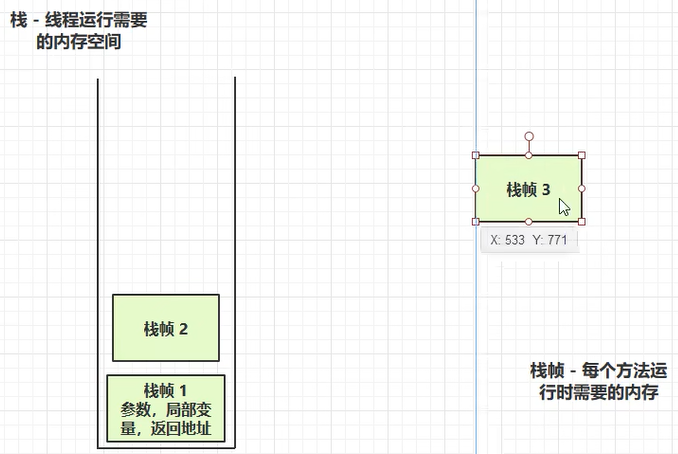 栈 - 线程运行需要
的内存空间
栈帧 3
X: 533 Y: 771
栈帧 2
栈帧 - 每个方法运
行时需要的内存
栈帧 1
参数，局部变
量，返回地址